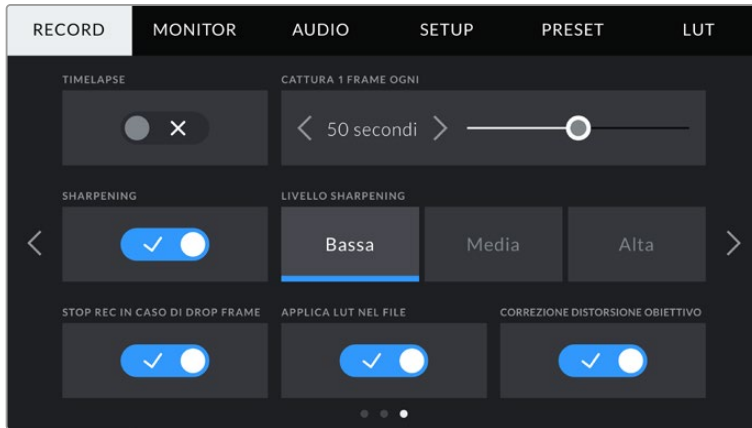 RECORD MONITOR AUDIO SETUP PRESET LUT
TIMELAPSE CATTURA 1 FRAME OGNI
50 secondi
SHARPENING LIVELLO SHARPENING
Bassa Media Alta
STOP REC IN CASO DI DROP FRAME APPLICA LUT NEL FILE CORREZIONE DISTORSIONE OBIETTIVO